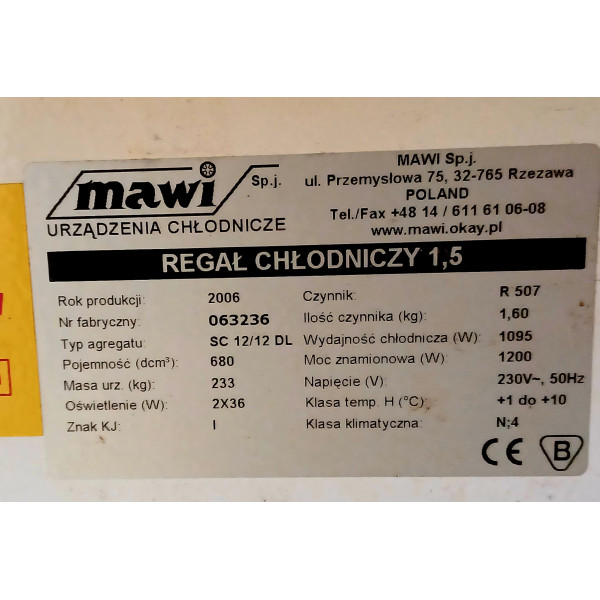 mawi Sp.j.
URZĄDZENIA CHŁODNICZE
MAWI Sp.j.
ul. Przemysłowa 75, 32-765 Rzezawa
POLAND
Tel./Fax +48 14 / 611 61 06-08
www.mawi.okay.pl
REGAŁ CHŁODNICZY 1,5
Rok produkcji: 2006
Nr fabryczny: 063236
Typ agregatu: SC 12/12 DL
Pojemność (dcm³): 680
Masa urz. (kg): 233
Oświetlenie (W): 2X36
Znak KJ: I
Czynnik: R 507
Ilość czynnika (kg): 1,60
Wydajność chłodnicza (W): 1095
Moc znamionowa (W): 1200
Napięcie (V): 230V~, 50Hz
Klasa temp. H (°C): +1 do +10
Klasa klimatyczna: N;4
CE B